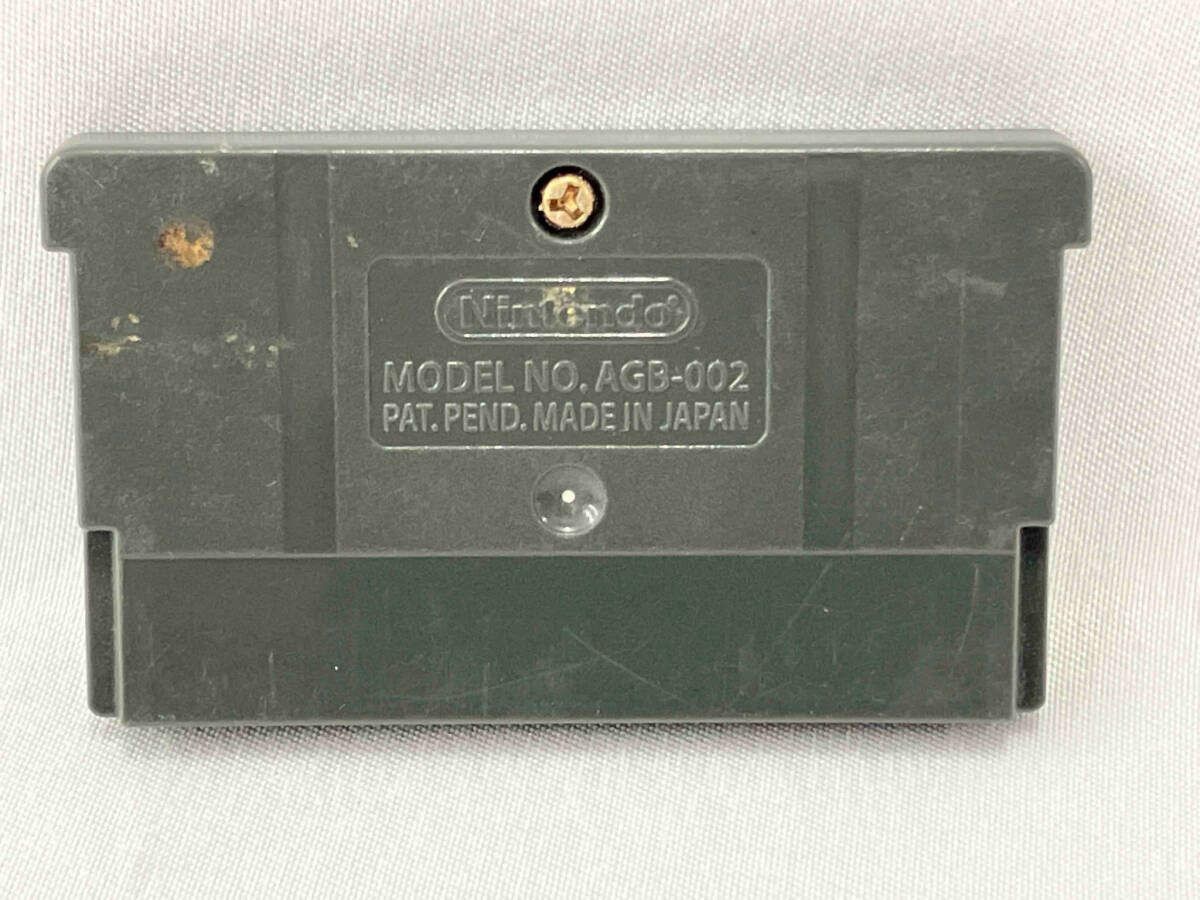 Nintendo
MODEL NO. AGB-002
PAT. PEND. MADE IN JAPAN